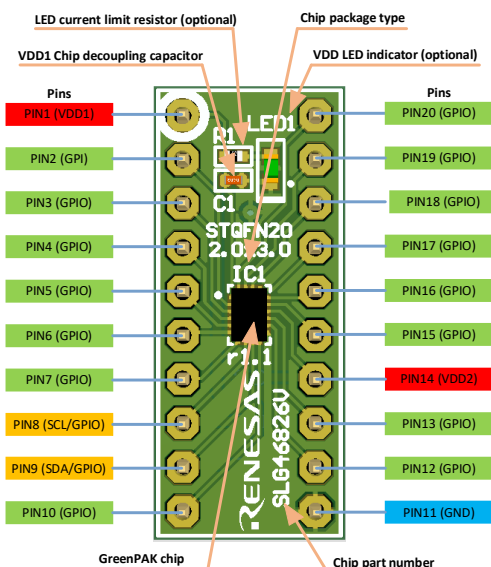 LED current limit resistor (optional)
Chip package type
VDD1 Chip decoupling capacitor
VDD LED indicator (optional)
Pins
Pins
PIN1 (VDD1)
PIN2 (GPI)
PIN3 (GPIO)
PIN4 (GPIO)
PIN5 (GPIO)
PIN6 (GPIO)
PIN7 (GPIO)
PIN8 (SCL/GPIO)
PIN9 (SDA/GPIO)
PIN10 (GPIO)
R1
LED1
C1
STQFN20
2.0x3.0
IC1
r1.1
RENESAS
SLG46826V
PIN20 (GPIO)
PIN19 (GPIO)
PIN18 (GPIO)
PIN17 (GPIO)
PIN16 (GPIO)
PIN15 (GPIO)
PIN14 (VDD2)
PIN13 (GPIO)
PIN12 (GPIO)
PIN11 (GND)
GreenPAK chip
Chip part number